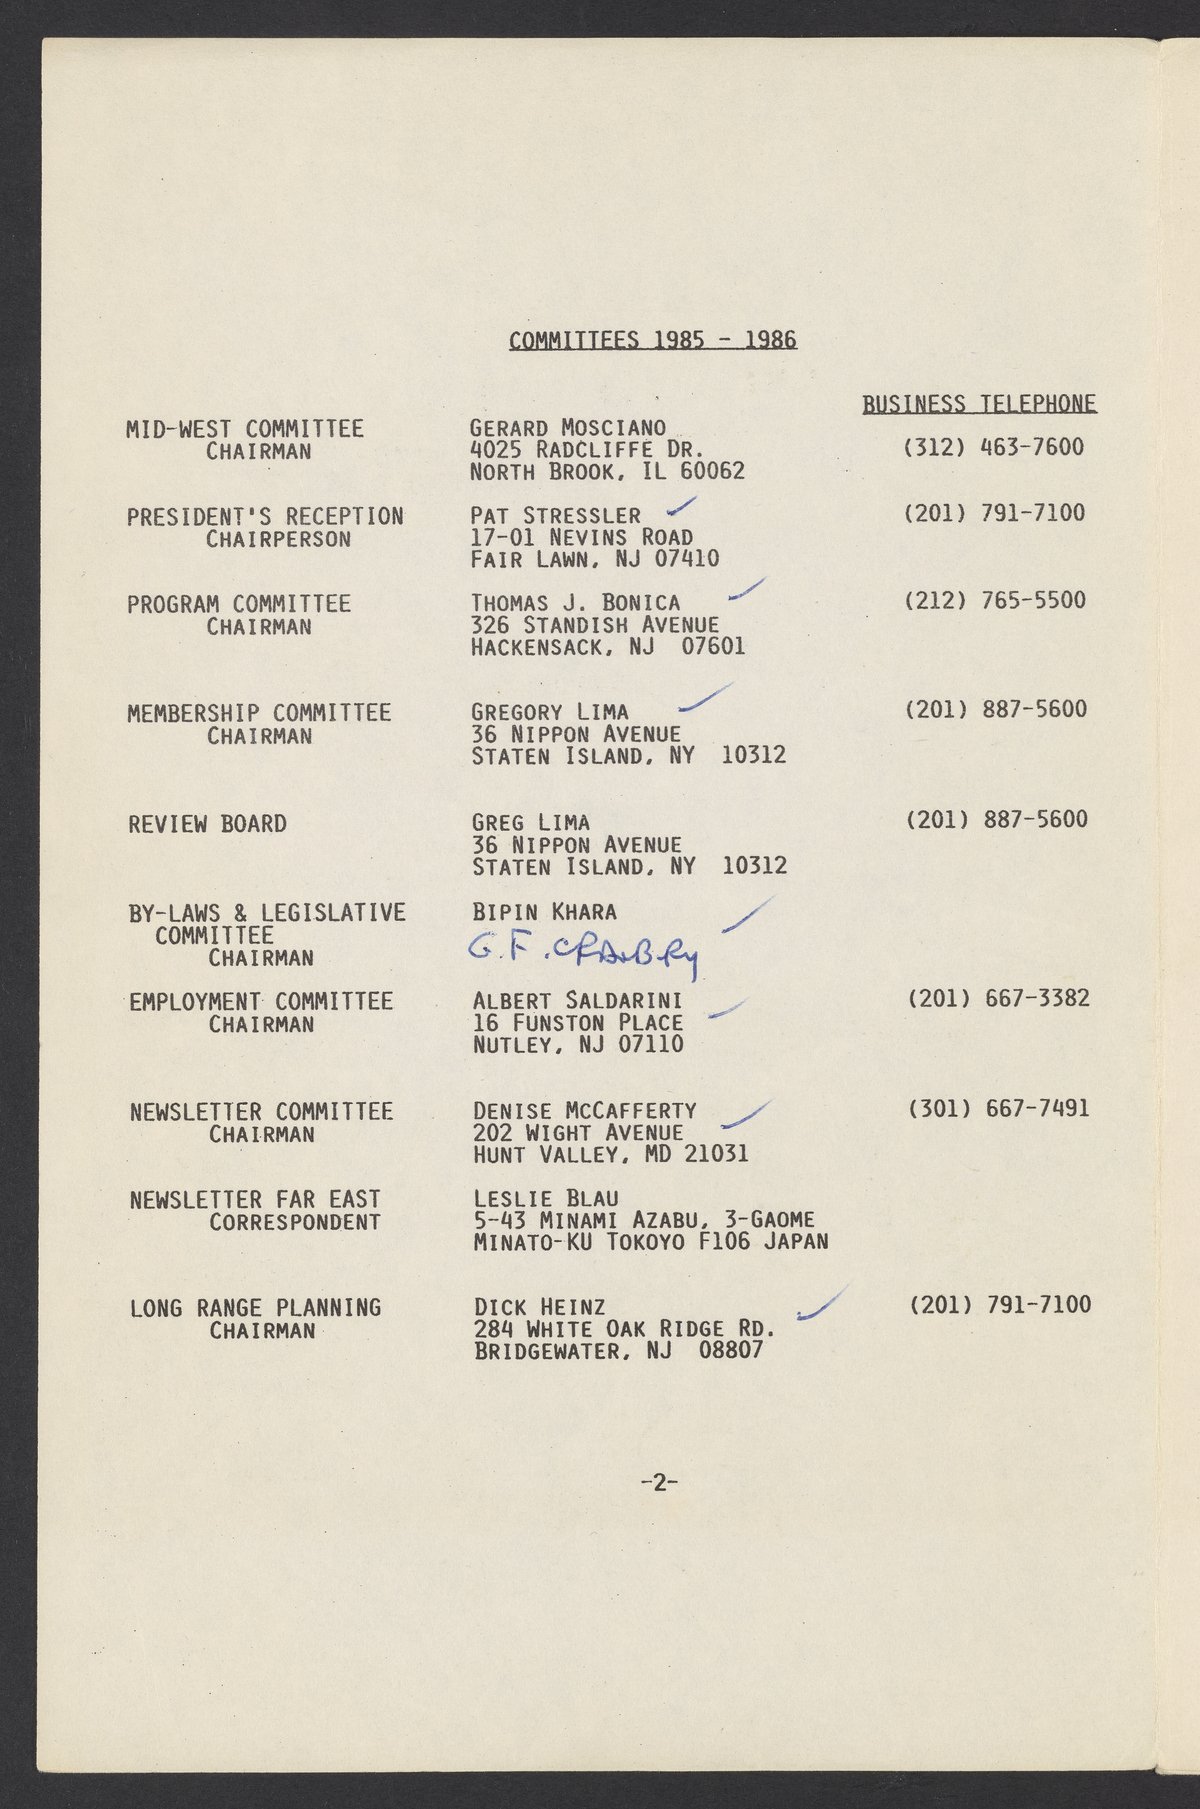 COMMITTEES 1985 - 1986
BUSINESS TELEPHONE
MID-WEST COMMITTEE
CHAIRMAN
GERARD MOSCIANO
4025 RADCLIFFE DR.
NORTH BROOK, IL 60062
(312) 463-7600
PRESIDENT'S RECEPTION
CHAIRPERSON
PAT STRESSLER
17-01 NEVINS ROAD
FAIR LAWN, NJ 07410
(201) 791-7100
PROGRAM COMMITTEE
CHAIRMAN
THOMAS J. BONICA
326 STANDISH AVENUE
HACKENSACK, NJ 07601
(212) 765-5500
MEMBERSHIP COMMITTEE
CHAIRMAN
GREGORY LIMA
36 NIPPON AVENUE
STATEN ISLAND, NY 10312
(201) 887-5600
REVIEW BOARD
GREG LIMA
36 NIPPON AVENUE
STATEN ISLAND, NY 10312
(201) 887-5600
BY-LAWS & LEGISLATIVE
COMMITTEE
CHAIRMAN
BIPIN KHARA
G.F.
EMPLOYMENT COMMITTEE
CHAIRMAN
ALBERT SALDARINI
16 FUNSTON PLACE
NUTLEY, NJ 07110
(201) 667-3382
NEWSLETTER COMMITTEE
CHAIRMAN
DENISE MCCAFFERTY
202 WIGHT AVENUE
HUNT VALLEY, MD 21031
(301) 667-7491
NEWSLETTER FAR EAST
CORRESPONDENT
LESLIE BLAU
5-43 MINAMI AZABU, 3-GAOME
MINATO-KU TOKOYO F106 JAPAN
LONG RANGE PLANNING
CHAIRMAN
DICK HEINZ
284 WHITE OAK RIDGE RD.
BRIDGEWATER, NJ 08807
(201) 791-7100
-2-